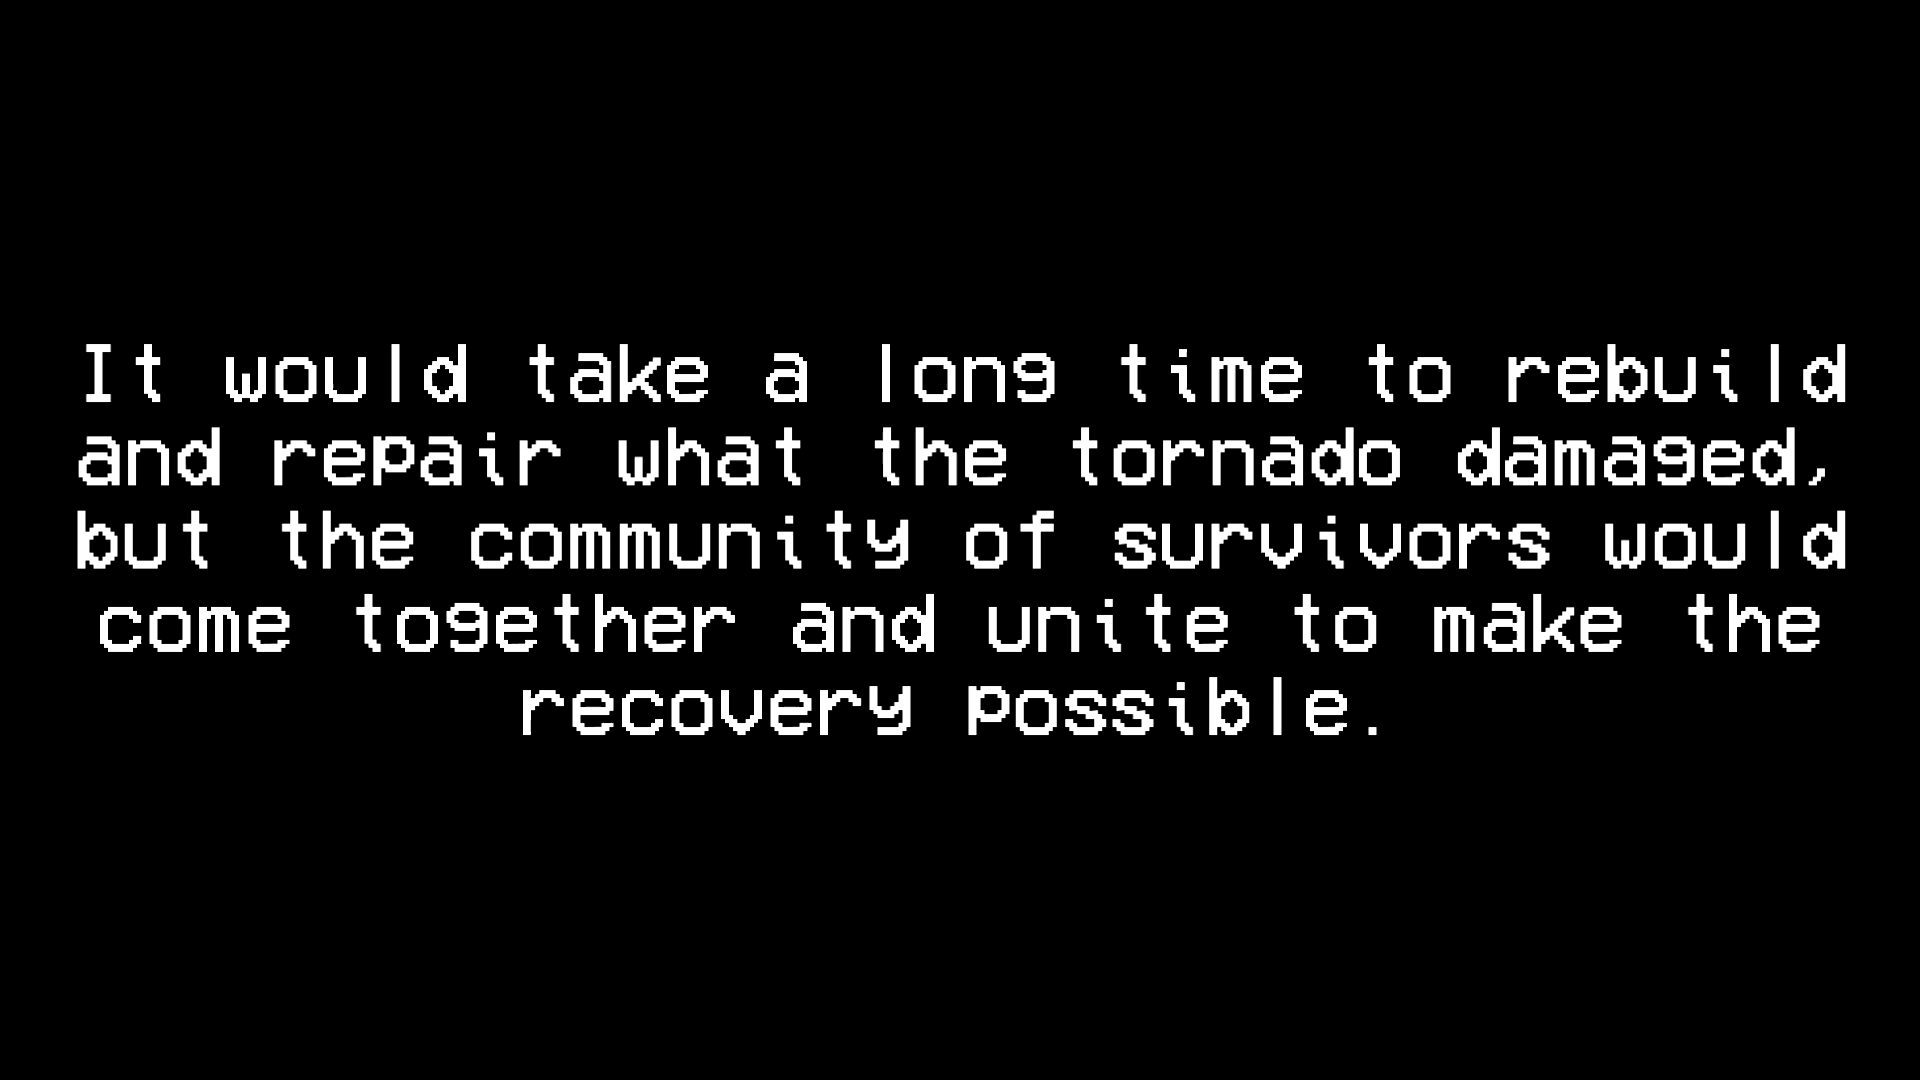 It would take a long time to rebuild
and repair what the tornado damaged,
but the community of survivors would
come together and unite to make the
recovery possible.